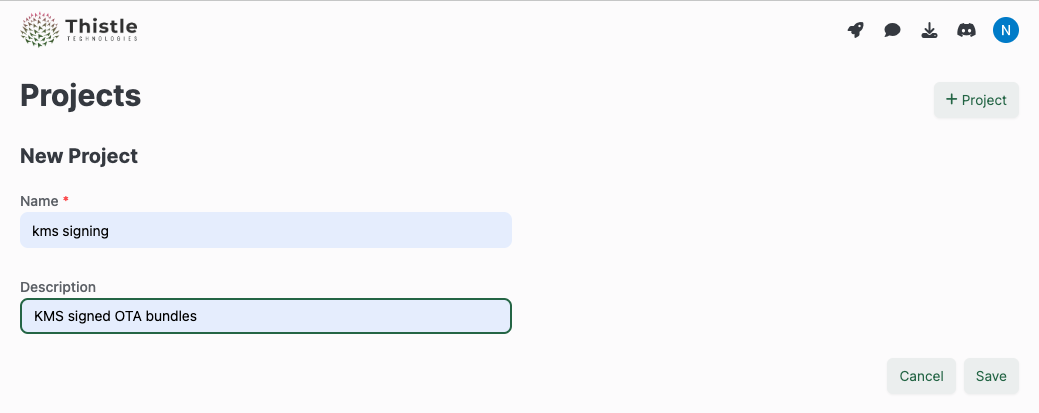 Thistle
TECHNOLOGIES
N
Projects
+ Project
New Project
Name *
kms signing
Description
KMS signed OTA bundles
Cancel
Save